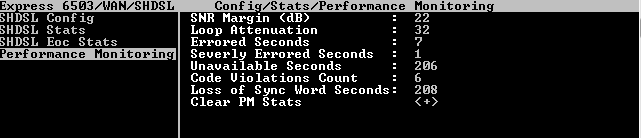 Express 6503/WAN/SHDSL Config/Stats/Performance Monitoring
SHDSL Config
SHDSL Stats
SHDSL Eoc Stats
Performance Monitoring
SNR Margin (dB) : 22
Loop Attenuation : 32
Errored Seconds : 7
Severly Errored Seconds : 1
Unavailable Seconds : 206
Code Violations Count : 6
Loss of Sync Word Seconds: 208
Clear PM Stats <+>